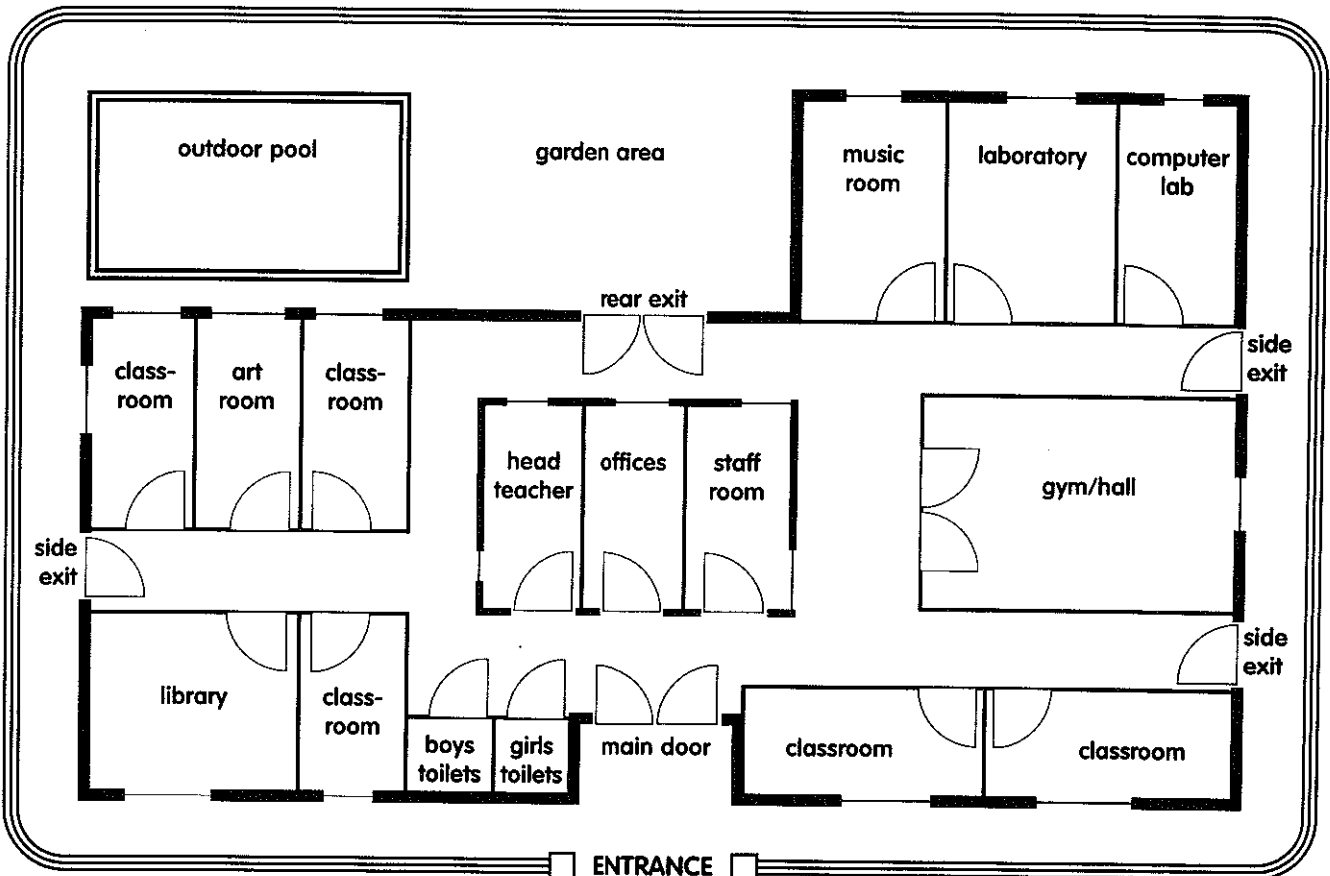 outdoor pool
garden area
music
room
laboratory
computer
lab
rear exit
side
exit
class-
room
art
room
class-
room
head
teacher
offices
staff
room
gym/hall
side
exit
side
exit
library
class-
room
boys
toilets
girls
toilets
main door
classroom
classroom
ENTRANCE